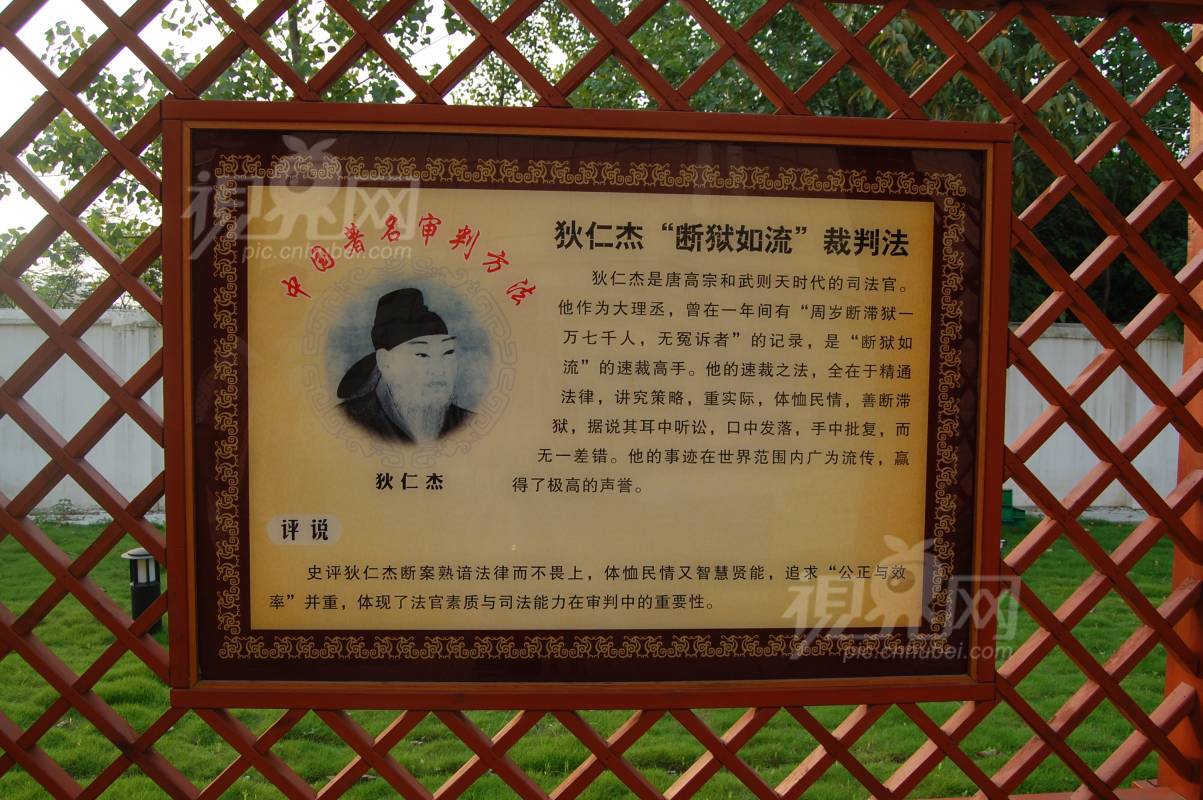 中国著名审判方法
狄仁杰“断狱如流”裁判法
狄仁杰是唐高宗和武则天时代的司法官。
他作为大理丞，曾在一年间有“周岁断滞狱一
万七千人，无冤诉者”的记录，是“断狱如
流”的速裁高手。他的速裁之法，全在于精通
法律，讲究策略，重实际，体恤民情，善断滞
狱，据说其耳中听讼，口中发落，手中批复，而
无一差错。他的事迹在世界范围内广为流传，赢
得了极高的声誉。
狄仁杰
评说
史评狄仁杰断案熟谙法律而不畏上，体恤民情又智慧贤能，追求“公正与效
率”并重，体现了法官素质与司法能力在审判中的重要性。
視界网
pic.cnhubei.com
視界网
pic.cnhubei.com